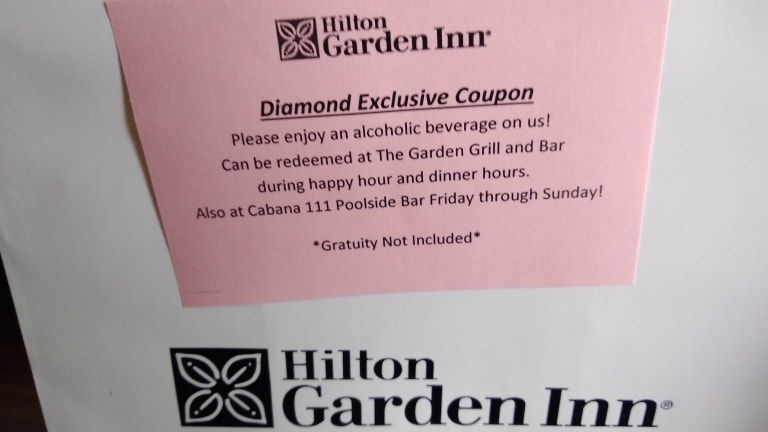 Hilton
Garden Inn®
Diamond Exclusive Coupon
Please enjoy an alcoholic beverage on us!
Can be redeemed at The Garden Grill and Bar
during happy hour and dinner hours.
Also at Cabana 111 Poolside Bar Friday through Sunday!
*Gratuity Not Included*
Hilton
Garden Inn®